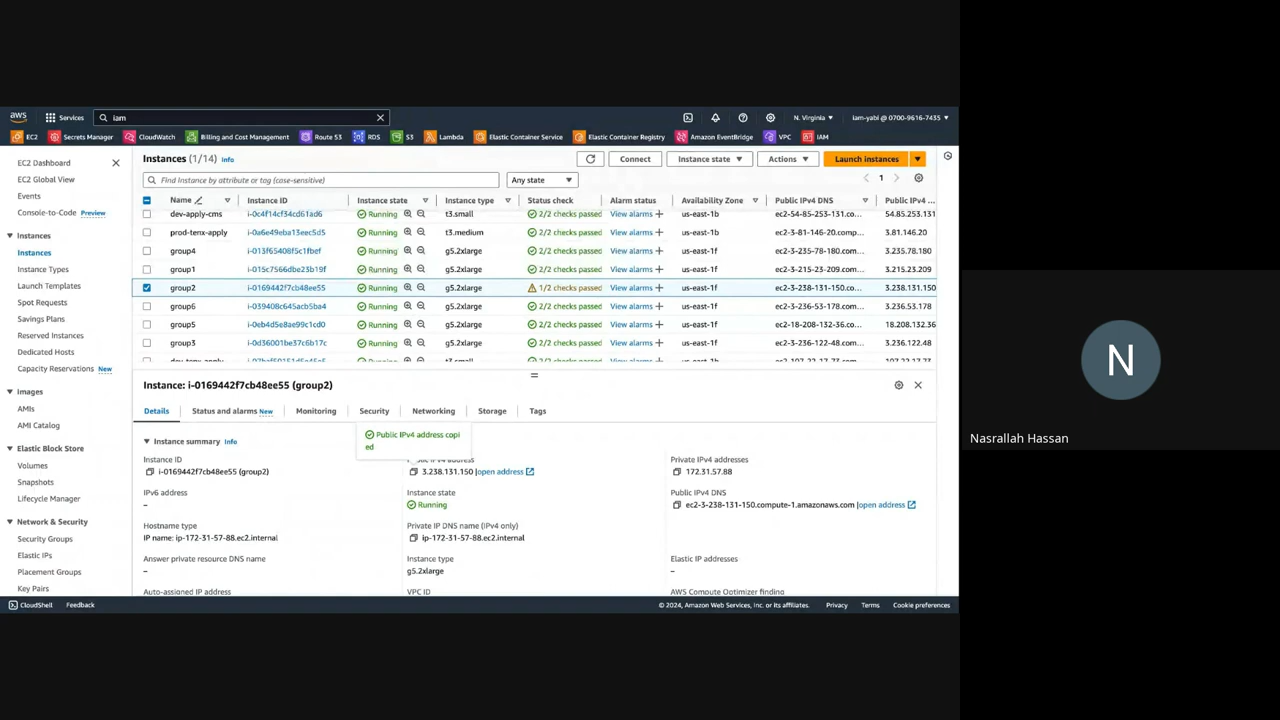 aws Services iam N. Virginia iam-yabi @ 0700-9616-7435
EC2 Secrets Manager CloudWatch Billing and Cost Management Route 53 RDS S3 Lambda Elastic Container Service Elastic Container Registry Amazon EventBridge VPC IAM
EC2 Dashboard
EC2 Global View
Events
Console-to-Code Preview
Instances
Instances
Instance Types
Launch Templates
Spot Requests
Savings Plans
Reserved Instances
Dedicated Hosts
Capacity Reservations New
Images
AMIs
AMI Catalog
Elastic Block Store
Volumes
Snapshots
Lifecycle Manager
Network & Security
Security Groups
Elastic IPs
Placement Groups
Key Pairs
Instances (1/14) Info Connect Instance state Actions Launch instances
Find Instance by attribute or tag (case-sensitive) Any state 1
Name Instance ID Instance state Instance type Status check Alarm status Availability Zone Public IPv4 DNS Public IPv4 ...
dev-apply-cms i-0c4f14cf34cd61ad6 Running t3.small 2/2 checks passed View alarms us-east-1b ec2-54-85-253-131.co... 54.85.253.131
prod-tenx-apply i-0a6e49eba13eec5d5 Running t3.medium 2/2 checks passed View alarms us-east-1b ec2-3-81-146-20.comp... 3.81.146.20
group4 i-013f65408f5c1fbef Running g5.2xlarge 2/2 checks passed View alarms us-east-1f ec2-3-235-78-180.com... 3.235.78.180
group1 i-015c7566dbe23b19f Running g5.2xlarge 2/2 checks passed View alarms us-east-1f ec2-3-215-23-209.com... 3.215.23.209
group2 i-0169442f7cb48ee55 Running g5.2xlarge 1/2 checks passed View alarms us-east-1f ec2-3-238-131-150.co... 3.238.131.150
group6 i-039408c645acb5ba4 Running g5.2xlarge 2/2 checks passed View alarms us-east-1f ec2-3-236-53-178.com... 3.236.53.178
group5 i-0eb4d5e8ae99c1cd0 Running g5.2xlarge 2/2 checks passed View alarms us-east-1f ec2-18-208-132-36.co... 18.208.132.36
group3 i-0d36001be37c6b17c Running g5.2xlarge 2/2 checks passed View alarms us-east-1f ec2-3-236-122-48.com... 3.236.122.48
Instance: i-0169442f7cb48ee55 (group2)
Details Status and alarms New Monitoring Security Networking Storage Tags
Public IPv4 address copi
ed
Instance summary Info
Instance ID
i-0169442f7cb48ee55 (group2)
3.238.131.150 |open address
Private IPv4 addresses
172.31.57.88
IPv6 address
–
Instance state
Running
Public IPv4 DNS
ec2-3-238-131-150.compute-1.amazonaws.com |open address
Hostname type
IP name: ip-172-31-57-88.ec2.internal
Private IP DNS name (IPv4 only)
ip-172-31-57-88.ec2.internal
Answer private resource DNS name
–
Instance type
g5.2xlarge
Elastic IP addresses
–
Auto-assigned IP address VPC ID AWS Compute Optimizer finding
CloudShell Feedback © 2024, Amazon Web Services, Inc. or its affiliates. Privacy Terms Cookie preferences
N
Nasrallah Hassan